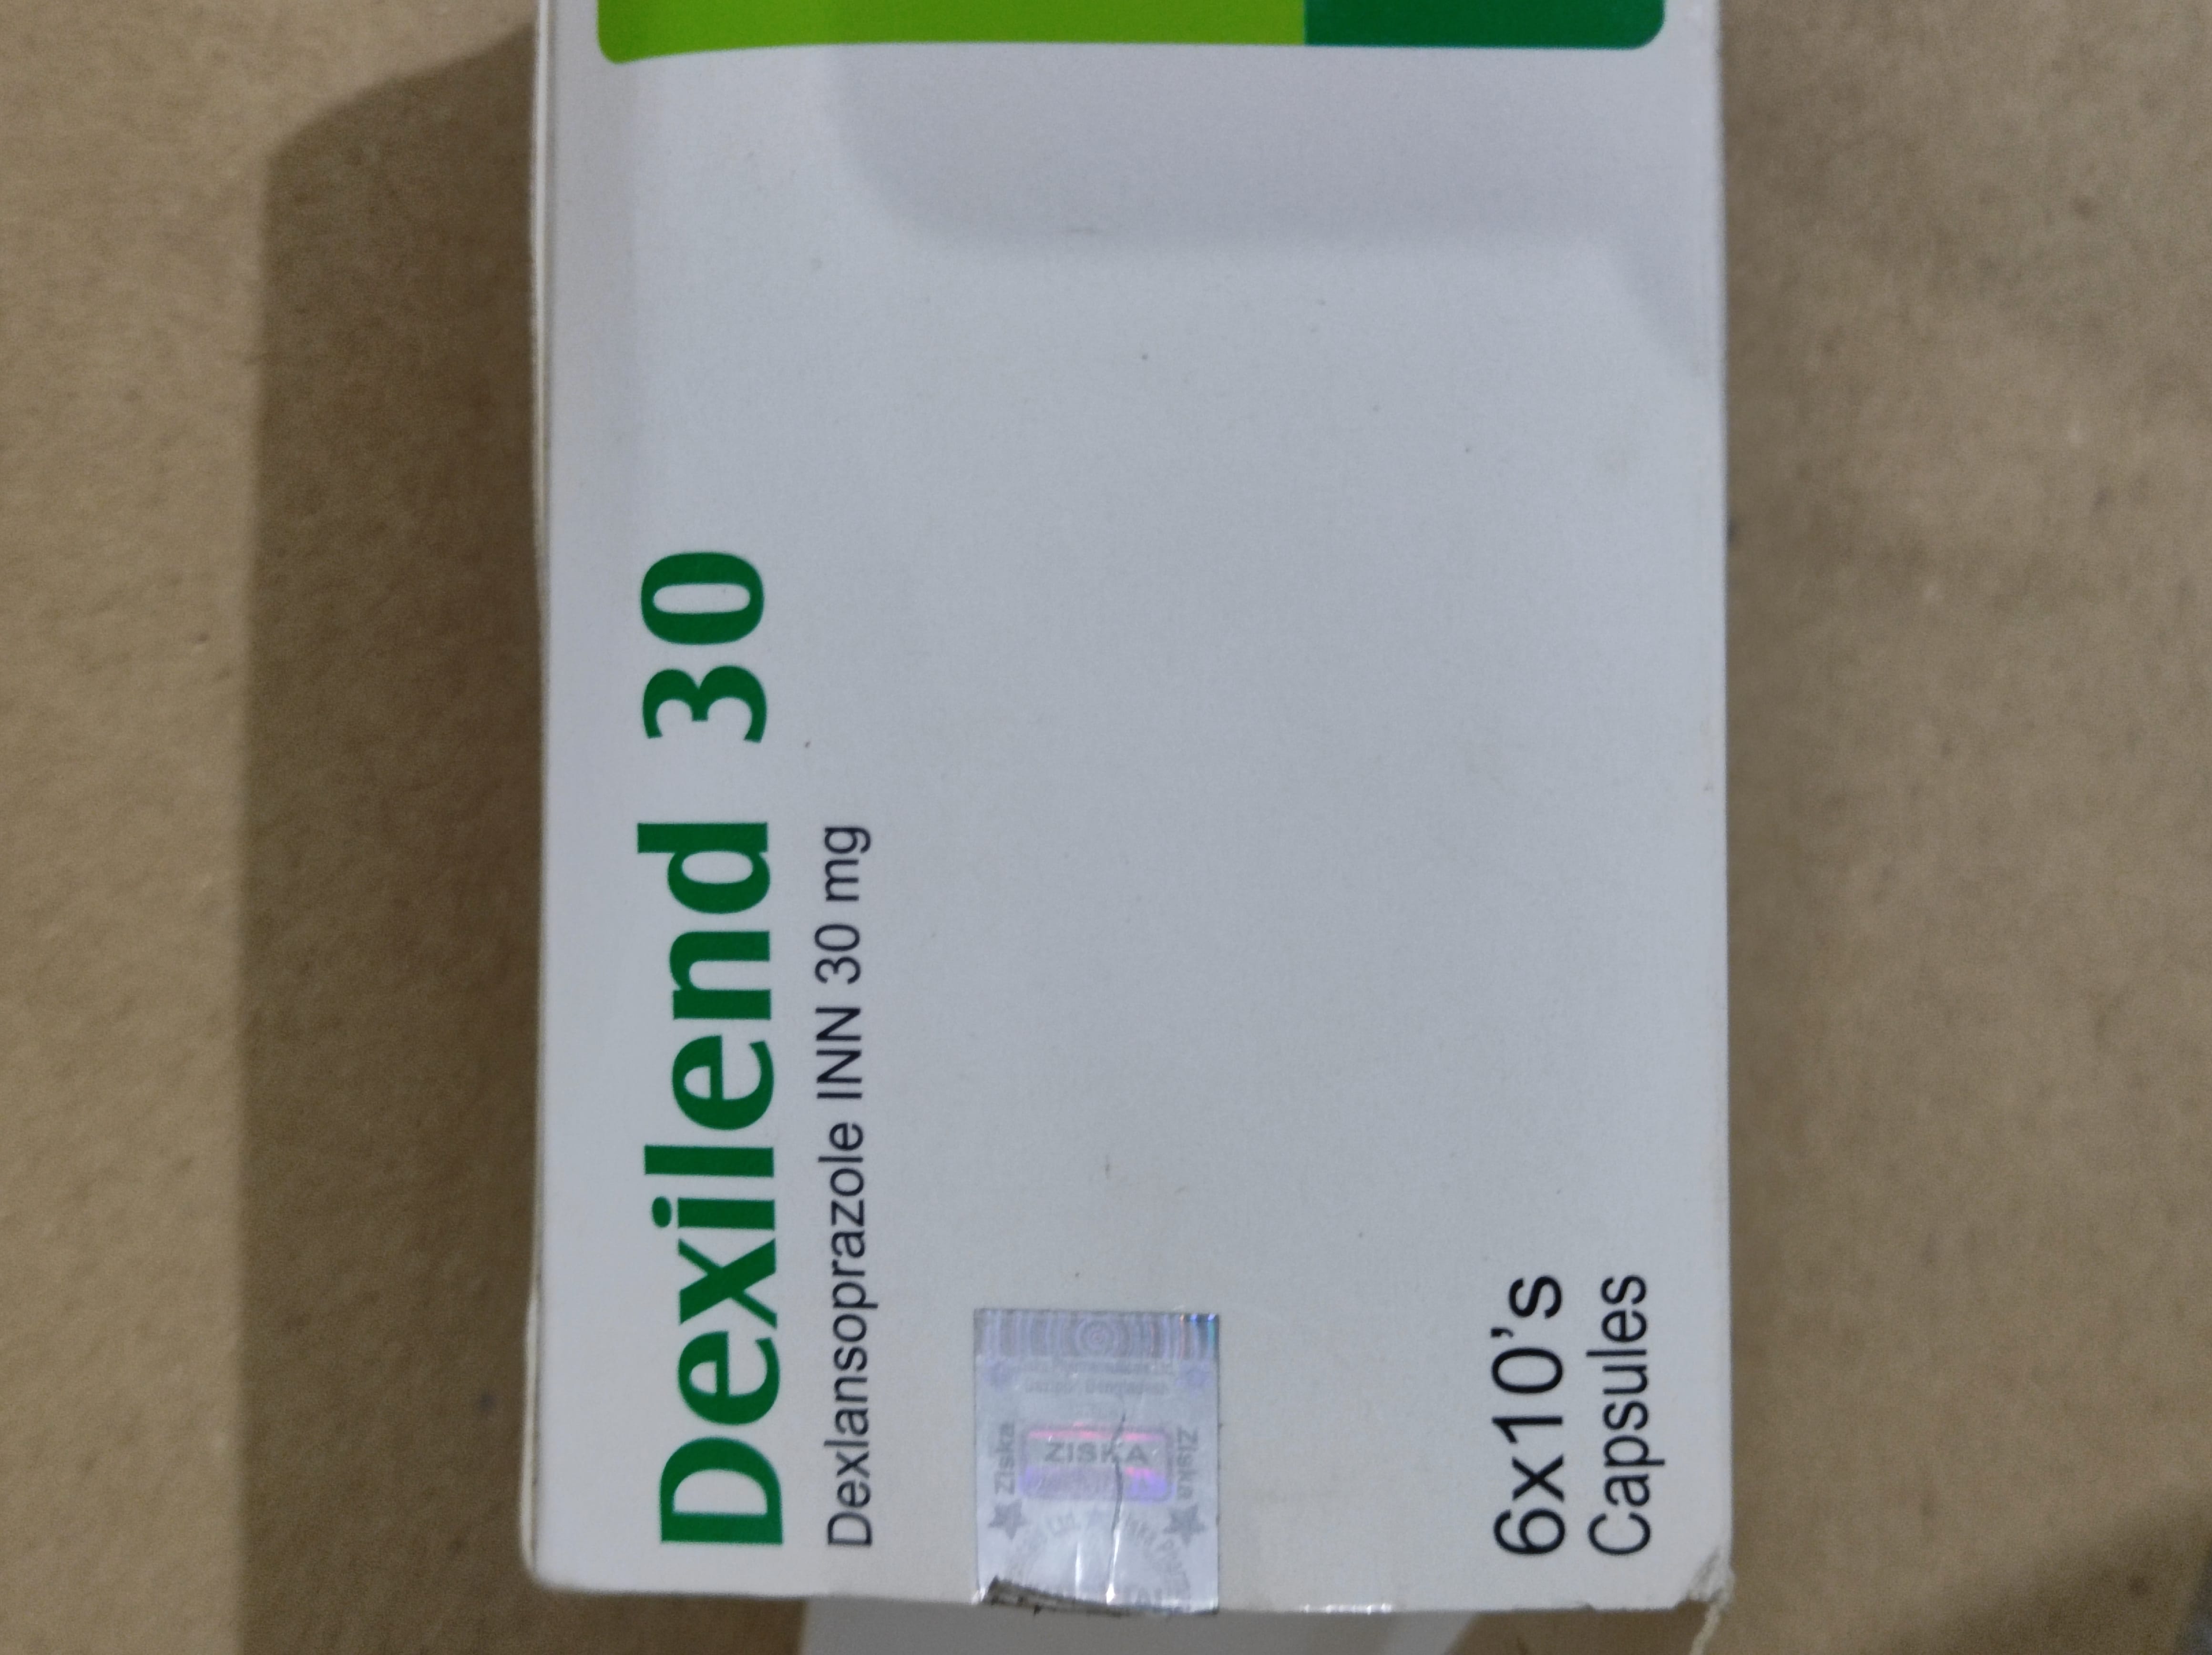 Dexilend 30
Dexlansoprazole INN 30 mg
Ziska
ZISKA
Ziska
6x10's
Capsules